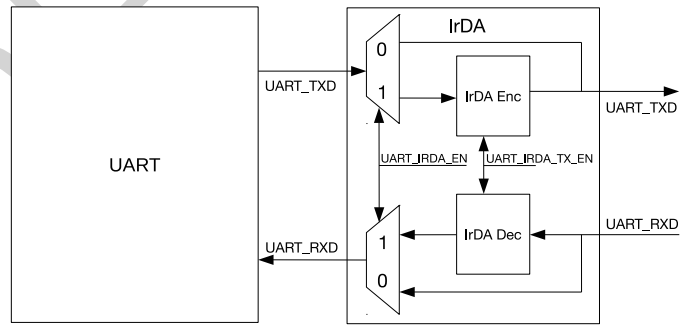 IrDA
0
1
UART_TXD
IrDA Enc
UART_TXD
UART
UART_IRDA_EN
UART_IRDA_TX_EN
UART_RXD
1
0
IrDA Dec
UART_RXD